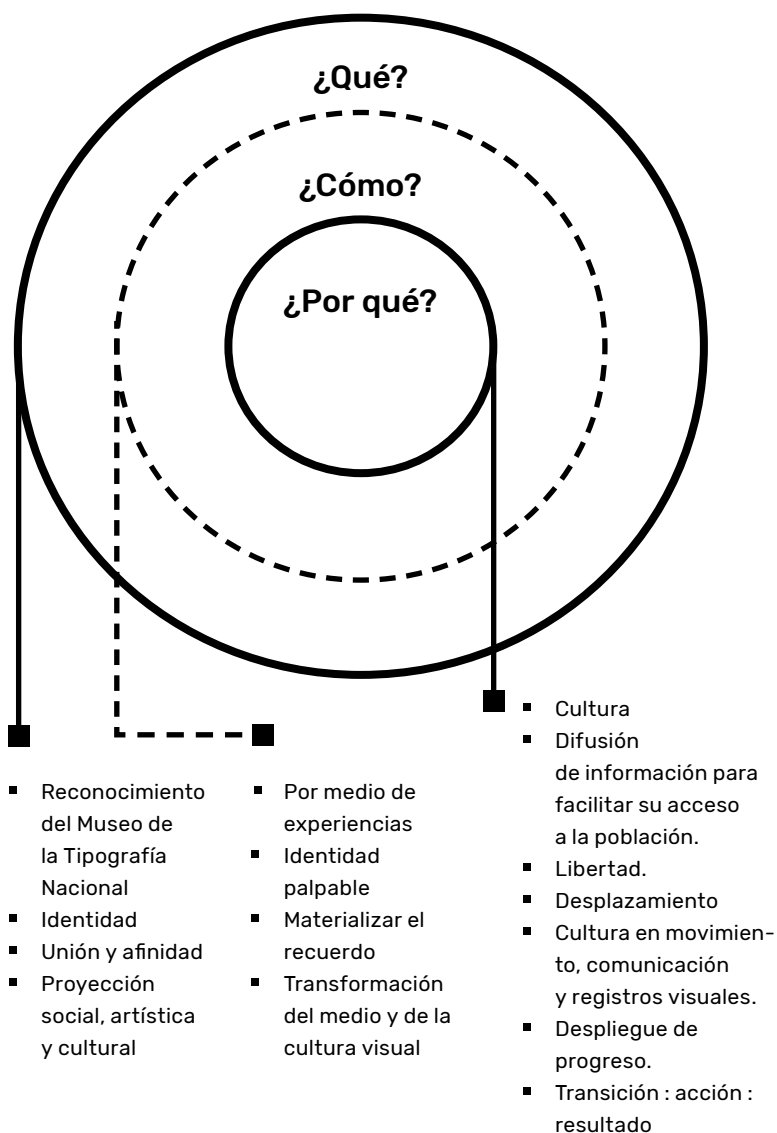 ¿Qué?
¿Cómo?
¿Por qué?
Reconocimiento
del Museo de
la Tipografía
Nacional
Identidad
Unión y afinidad
Proyección
social, artística
y cultural
Por medio de
experiencias
Identidad
palpable
Materializar el
recuerdo
Transformación
del medio y de la
cultura visual
Cultura
Difusión
de información para
facilitar su acceso
a la población.
Libertad.
Desplazamiento
Cultura en movimien-
to, comunicación
y registros visuales.
Despliegue de
progreso.
Transición : acción :
resultado